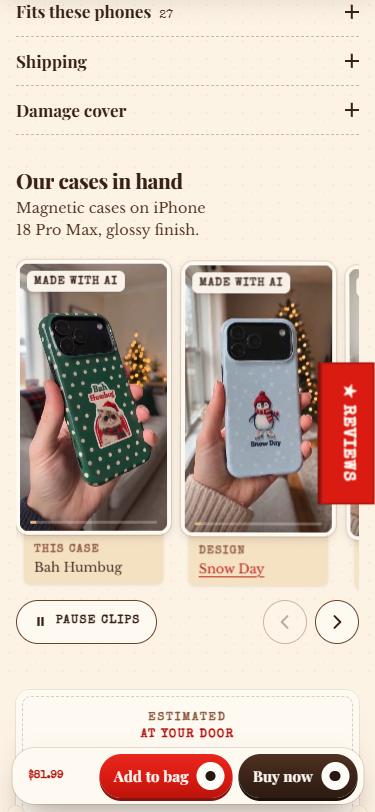 Fits these phones 27
Shipping
Damage cover
Our cases in hand
Magnetic cases on iPhone
18 Pro Max, glossy finish.
MADE WITH AI
MADE WITH AI
Bah
Humbug
Snow Day
★ REVIEWS
THIS CASE
Bah Humbug
DESIGN
Snow Day
PAUSE CLIPS
ESTIMATED
AT YOUR DOOR
$81.99
Add to bag
Buy now